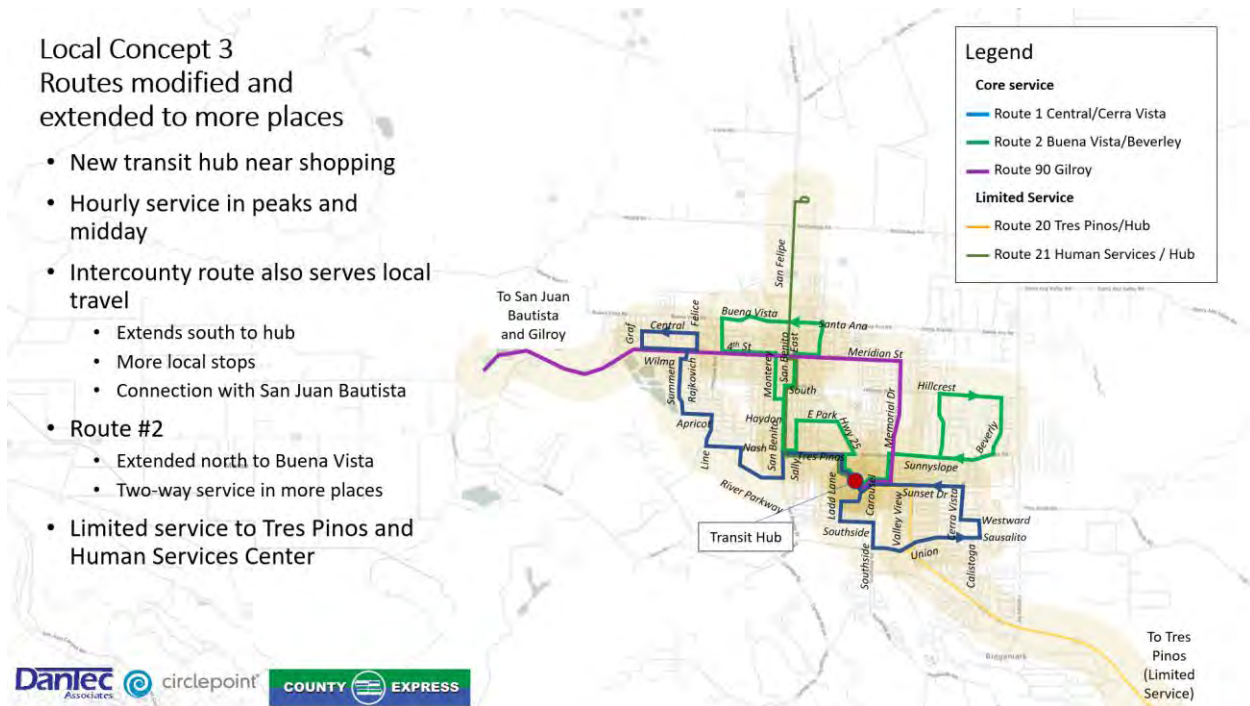 Local Concept 3
Routes modified and
extended to more places
• New transit hub near shopping
• Hourly service in peaks and
midday
• Intercounty route also serves local
travel
• Extends south to hub
• More local stops
• Connection with San Juan Bautista
• Route #2
• Extended north to Buena Vista
• Two-way service in more places
• Limited service to Tres Pinos and
Human Services Center
Legend
Core service
Route 1 Central/Cerra Vista
Route 2 Buena Vista/Beverley
Route 90 Gilroy
Limited Service
Route 20 Tres Pinos/Hub
Route 21 Human Services / Hub
To San Juan
Bautista
and Gilroy
San Felipe
Graf
Central
Felice
Buena Vista
Santa Ana
4th St
San Benito
East
Meridian St
Wilma
Summers
Rajkovich
Monterey
South
Memorial Dr
Hillcrest
Apricot
Haydon
E Park
Hwy 25
Beverly
Line
Nash
San Benito
Sally
Tres Pinos
Sunnyslope
River Parkway
Ladd Lane
Carousel
Sunset Dr
Valley View
Cerra Vista
Westward
Sausalito
Southside
Southside
Union
Calistoga
Transit Hub
Ridgemark
To Tres
Pinos
(Limited
Service)
Dantec
Associates
circlepoint
COUNTY EXPRESS